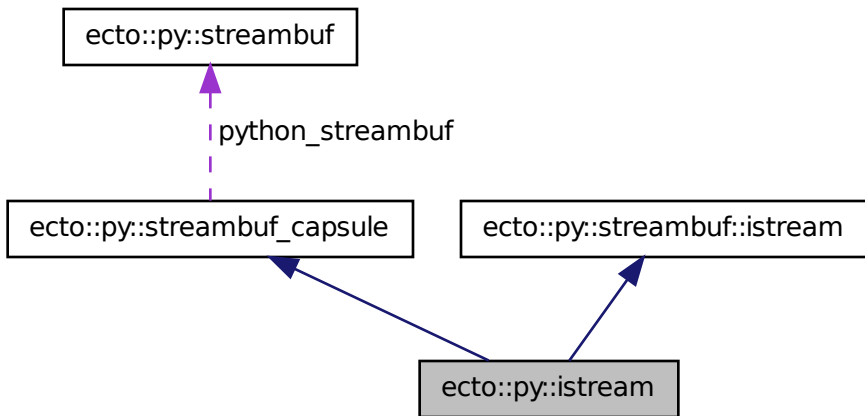 ecto::py::streambuf
python_streambuf
ecto::py::streambuf_capsule
ecto::py::streambuf::istream
ecto::py::istream